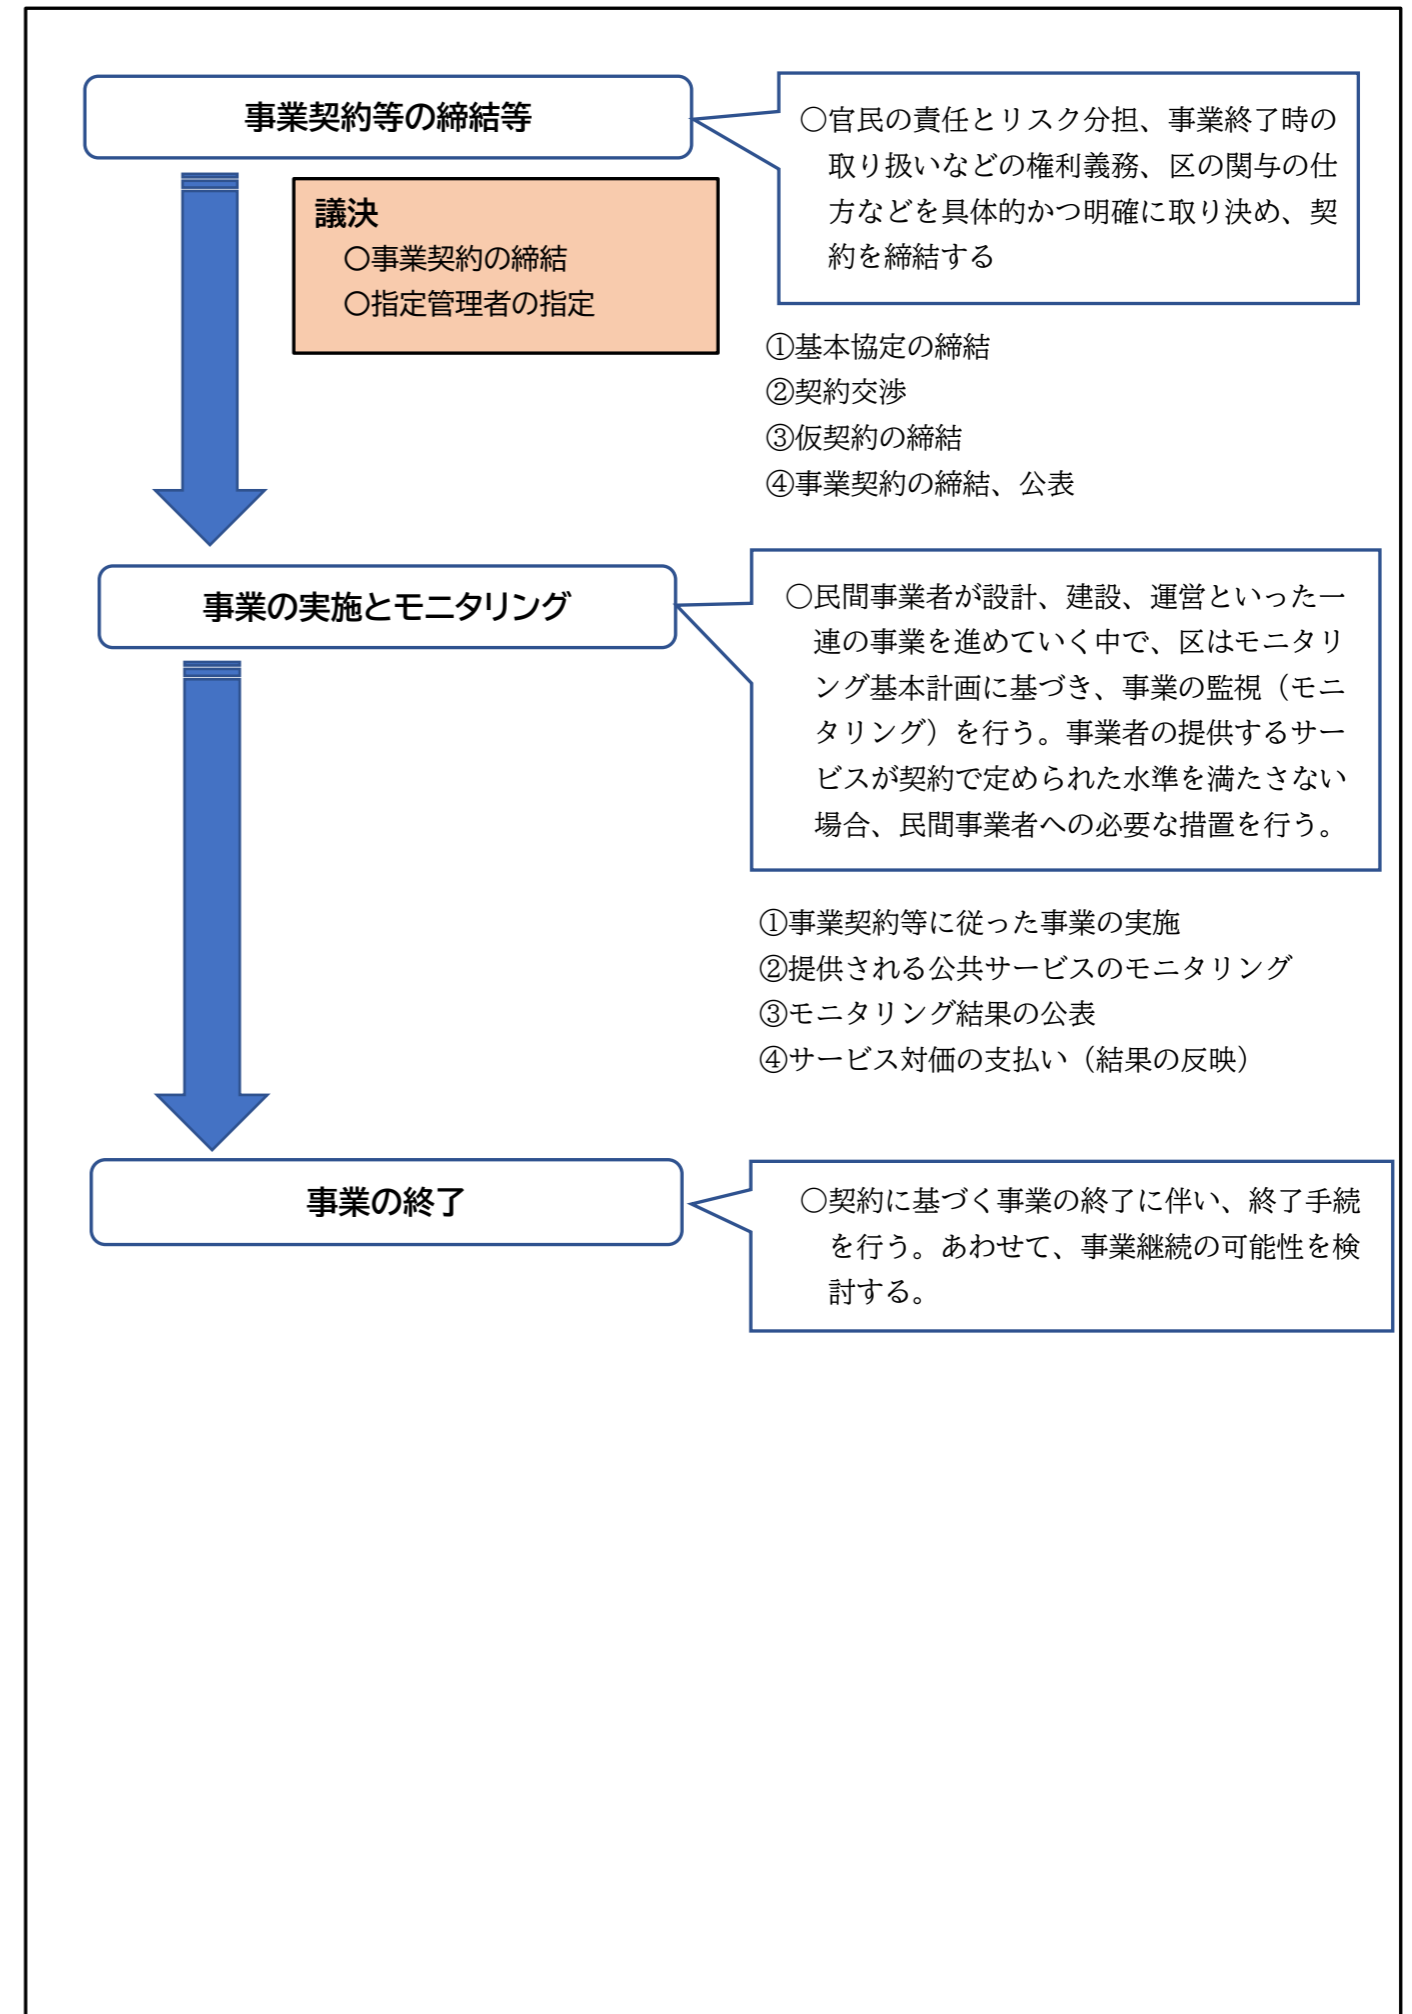 事業契約等の締結等
○官民の責任とリスク分担、事業終了時の
取り扱いなどの権利義務、区の関与の仕
方などを具体的かつ明確に取り決め、契
約を締結する
議決
○事業契約の締結
○指定管理者の指定
①基本協定の締結
②契約交渉
③仮契約の締結
④事業契約の締結、公表
事業の実施とモニタリング
○民間事業者が設計、建設、運営といった一
連の事業を進めていく中で、区はモニタリ
ング基本計画に基づき、事業の監視（モニ
タリング）を行う。事業者の提供するサー
ビスが契約で定められた水準を満たさない
場合、民間事業者への必要な措置を行う。
①事業契約等に従った事業の実施
②提供される公共サービスのモニタリング
③モニタリング結果の公表
④サービス対価の支払い（結果の反映）
事業の終了
○契約に基づく事業の終了に伴い、終了手続
を行う。あわせて、事業継続の可能性を検
討する。